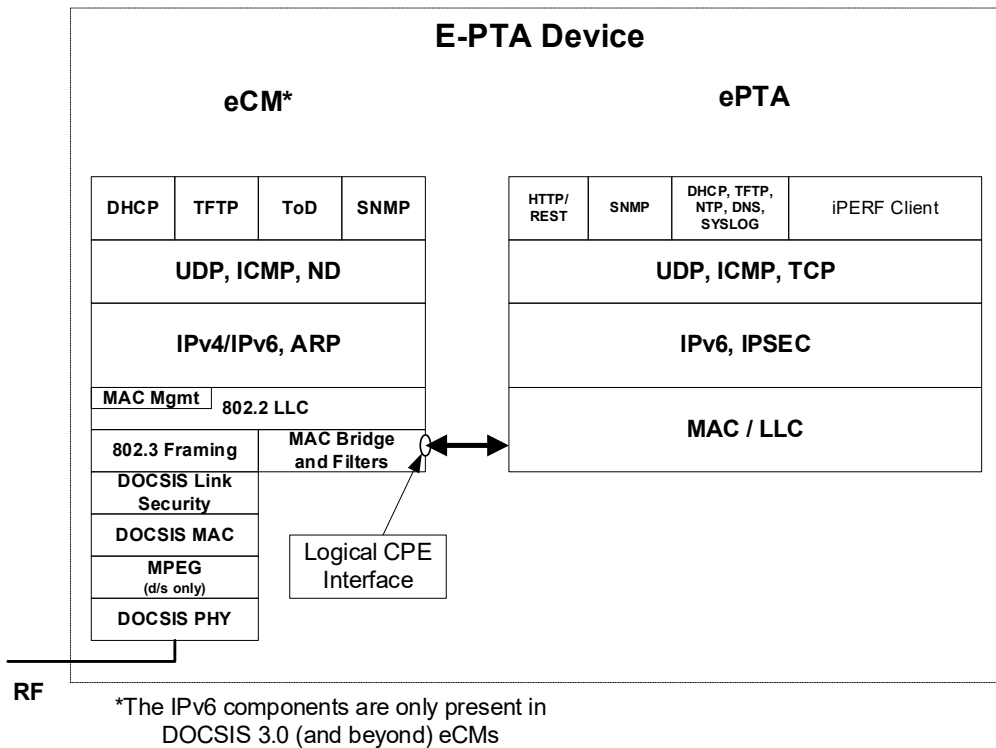 E-PTA Device
eCM*
ePTA
DHCP
TFTP
ToD
SNMP
UDP, ICMP, ND
IPv4/IPv6, ARP
MAC Mgmt
802.2 LLC
802.3 Framing
MAC Bridge
and Filters
DOCSIS Link
Security
DOCSIS MAC
MPEG
(d/s only)
DOCSIS PHY
RF
HTTP/
REST
SNMP
DHCP, TFTP,
NTP, DNS,
SYSLOG
iPERF Client
UDP, ICMP, TCP
IPv6, IPSEC
MAC / LLC
Logical CPE
Interface
*The IPv6 components are only present in
DOCSIS 3.0 (and beyond) eCMs